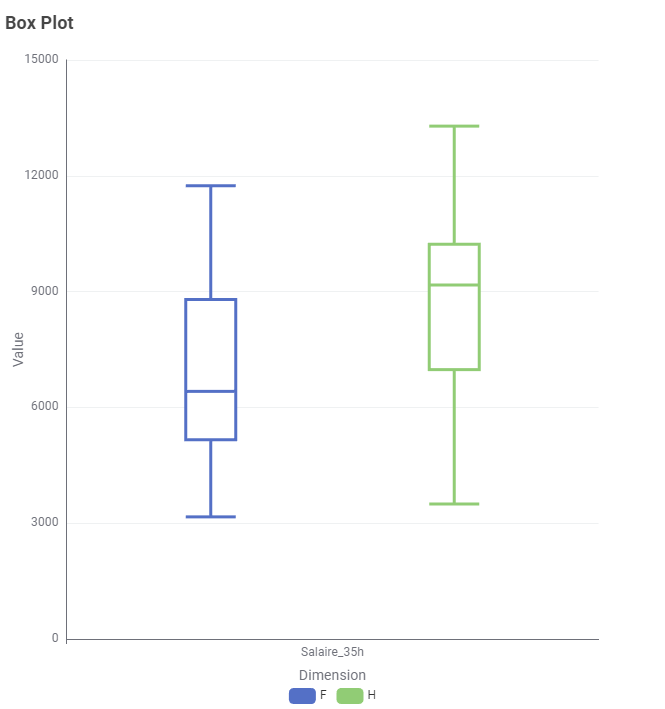 Box Plot
15000
12000
9000
6000
3000
0
Value
Salaire_35h
Dimension
F H